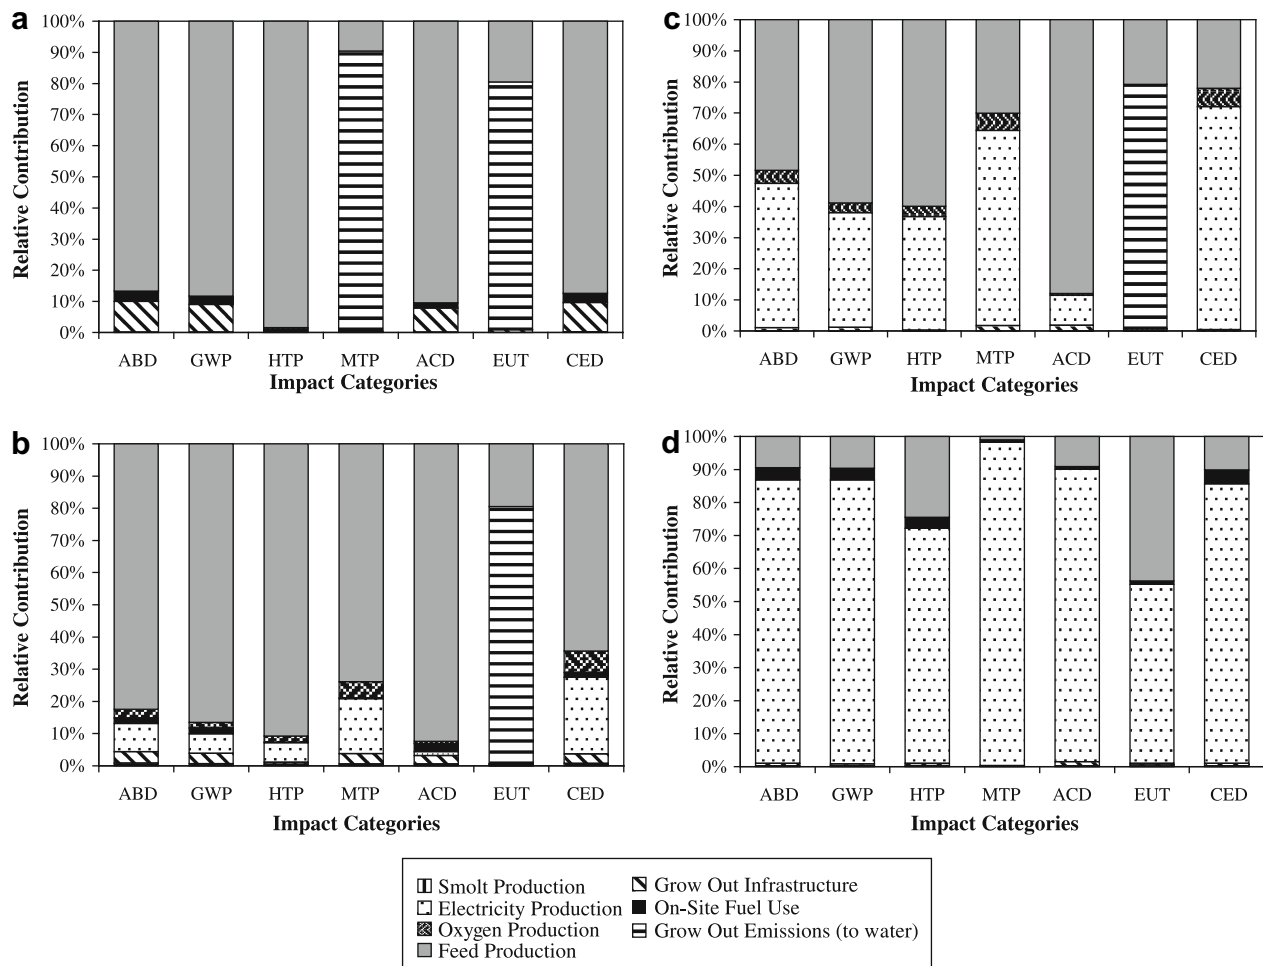 a
100%
90%
80%
70%
60%
50%
40%
30%
20%
10%
0%
Relative Contribution
ABD GWP HTP MTP ACD EUT CED
Impact Categories
c
100%
90%
80%
70%
60%
50%
40%
30%
20%
10%
0%
Relative Contribution
ABD GWP HTP MTP ACD EUT CED
Impact Categories
b
100%
90%
80%
70%
60%
50%
40%
30%
20%
10%
0%
Relative Contribution
ABD GWP HTP MTP ACD EUT CED
Impact Categories
d
100%
90%
80%
70%
60%
50%
40%
30%
20%
10%
0%
Relative Contribution
ABD GWP HTP MTP ACD EUT CED
Impact Categories
Smolt Production
Electricity Production
Oxygen Production
Feed Production
Grow Out Infrastructure
On-Site Fuel Use
Grow Out Emissions (to water)